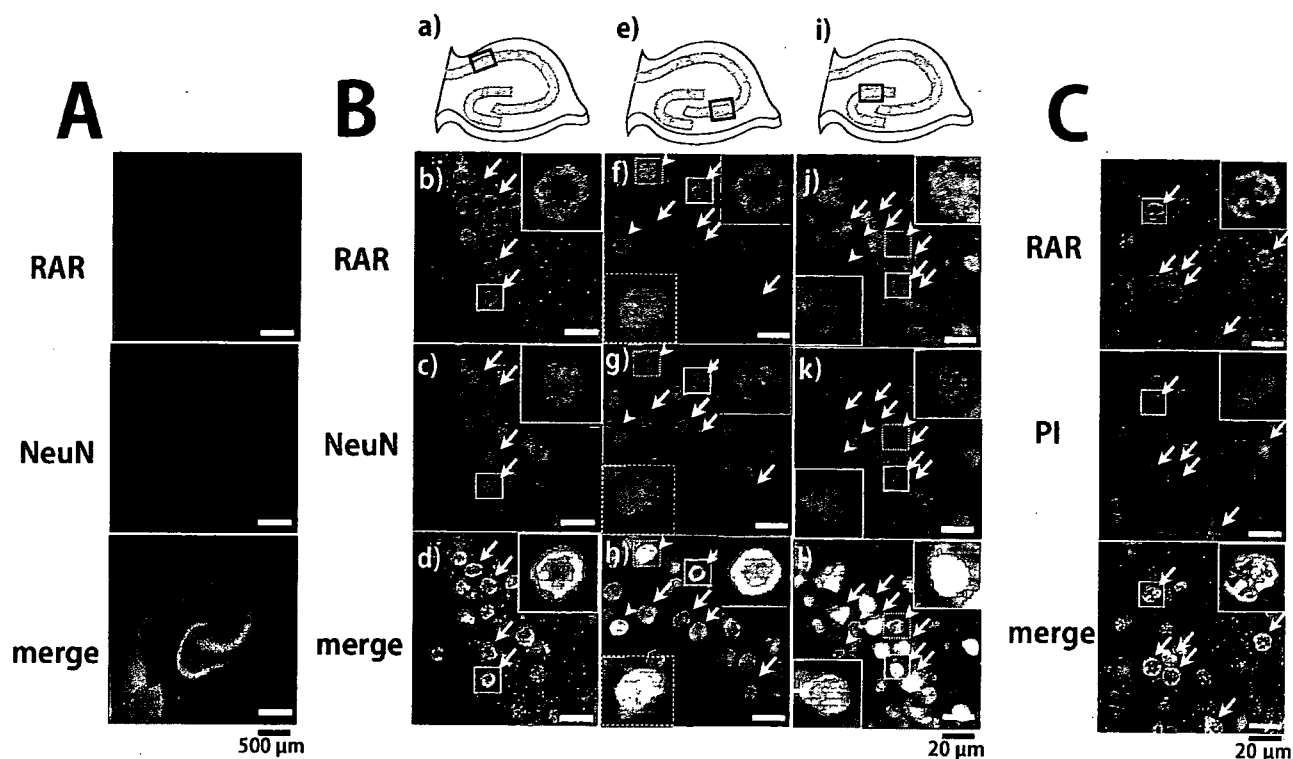 A
RAR
NeuN
merge
500 μm
B
a)
e)
i)
RAR
b)
f)
j)
NeuN
c)
g)
k)
merge
d)
h)
l)
20 μm
C
RAR
PI
merge
20 μm